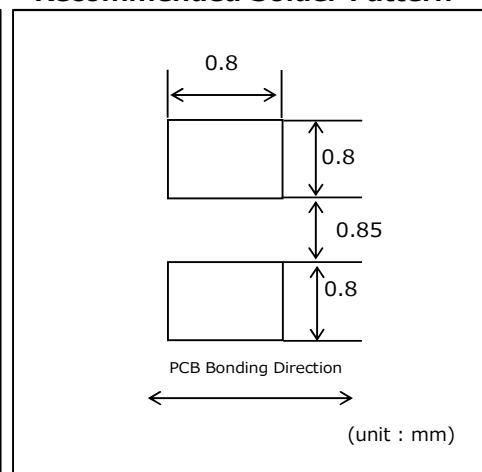 Recommended Solder Pattern
0.8
0.8
0.85
0.8
PCB Bonding Direction
(unit : mm)